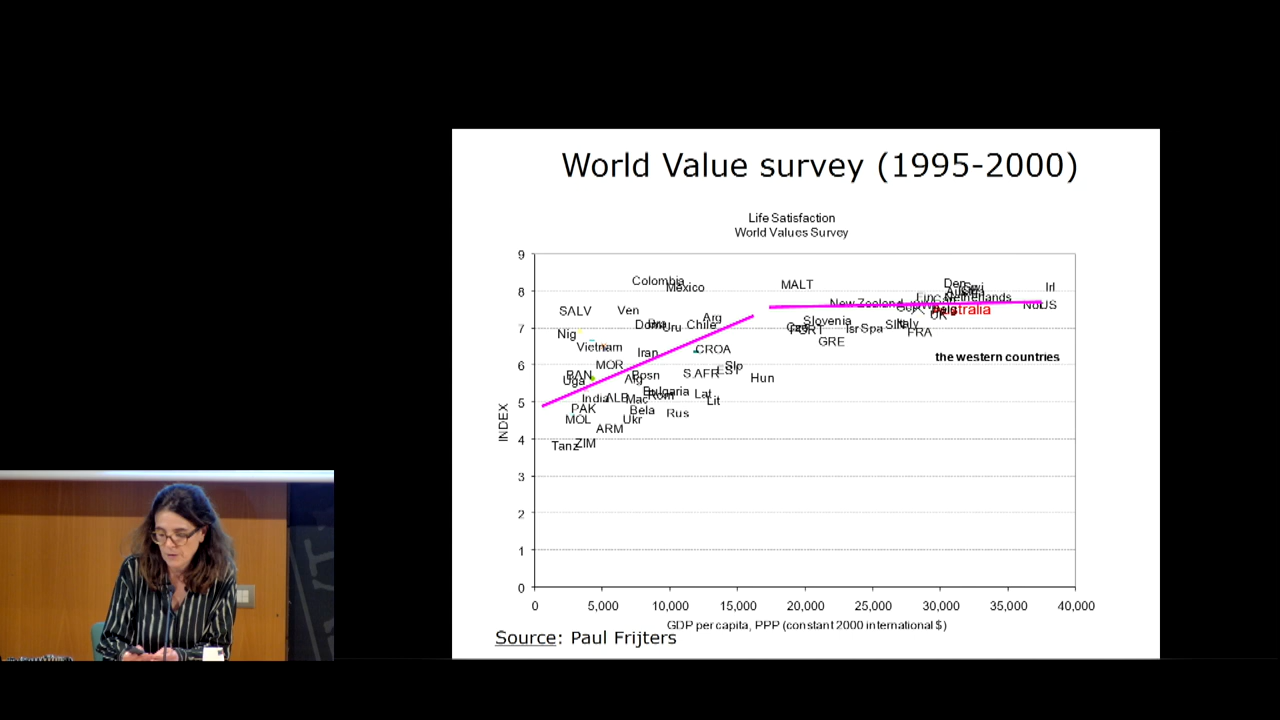 World Value survey (1995-2000)
Life Satisfaction
World Values Survey
INDEX
9
8
7
6
5
4
3
2
1
0
Colombia
Mexico
MALT
Den
Irl
Netherlands
New Zealand
Fin
US
SALV
Ven
Arg
Australia
Uru
Chile
Slovenia
Isr
Spa
Italy
FRA
Nig
GRE
Vietnam
Iran
CROA
the western countries
MOR
Slo
EST
BAN
Uga
Alg
Bosn
S.AFR
Hun
India
ALB
Mac
Bulgaria
Rom
Lat
Lit
PAK
Bela
Rus
MOL
Ukr
ARM
Tanz
ZIM
0 5,000 10,000 15,000 20,000 25,000 30,000 35,000 40,000
GDP per capita, PPP (constant 2000 international $)
Source: Paul Frijters